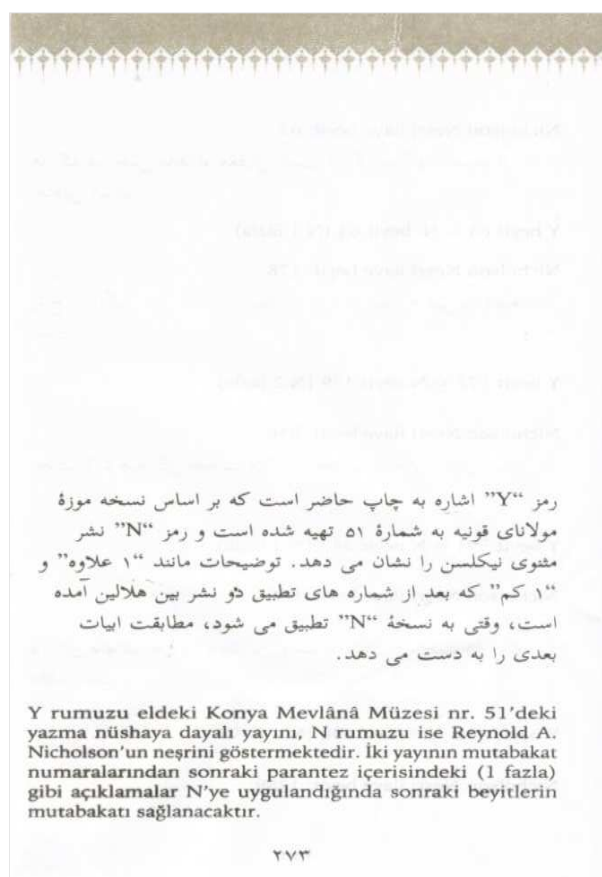 رمز “Y” اشاره به چاپ حاضر است که بر اساس نسخه موزهٔ
مولانای قونیه به شمارهٔ ۵۱ تهیه شده است و رمز “N” نشر
مثنوی نیکلسن را نشان می دهد. توضیحات مانند “۱ علاوه” و
“۱ کم” که بعد از شماره های تطبیق دو نشر بین هلالین آمده
است، وقتی به نسخهٔ “N” تطبیق می شود، مطابقت ابیات
بعدی را به دست می دهد.
Y rumuzu eldeki Konya Mevlânâ Müzesi nr. 51'deki
yazma nüshaya dayalı yayını, N rumuzu ise Reynold A.
Nicholson'un neşrini göstermektedir. İki yayının mutabakat
numaralarından sonraki parantez içerisindeki (1 fazla)
gibi açıklamalar N'ye uygulandığında sonraki beyitlerin
mutabakatı sağlanacaktır.
۲۷۳